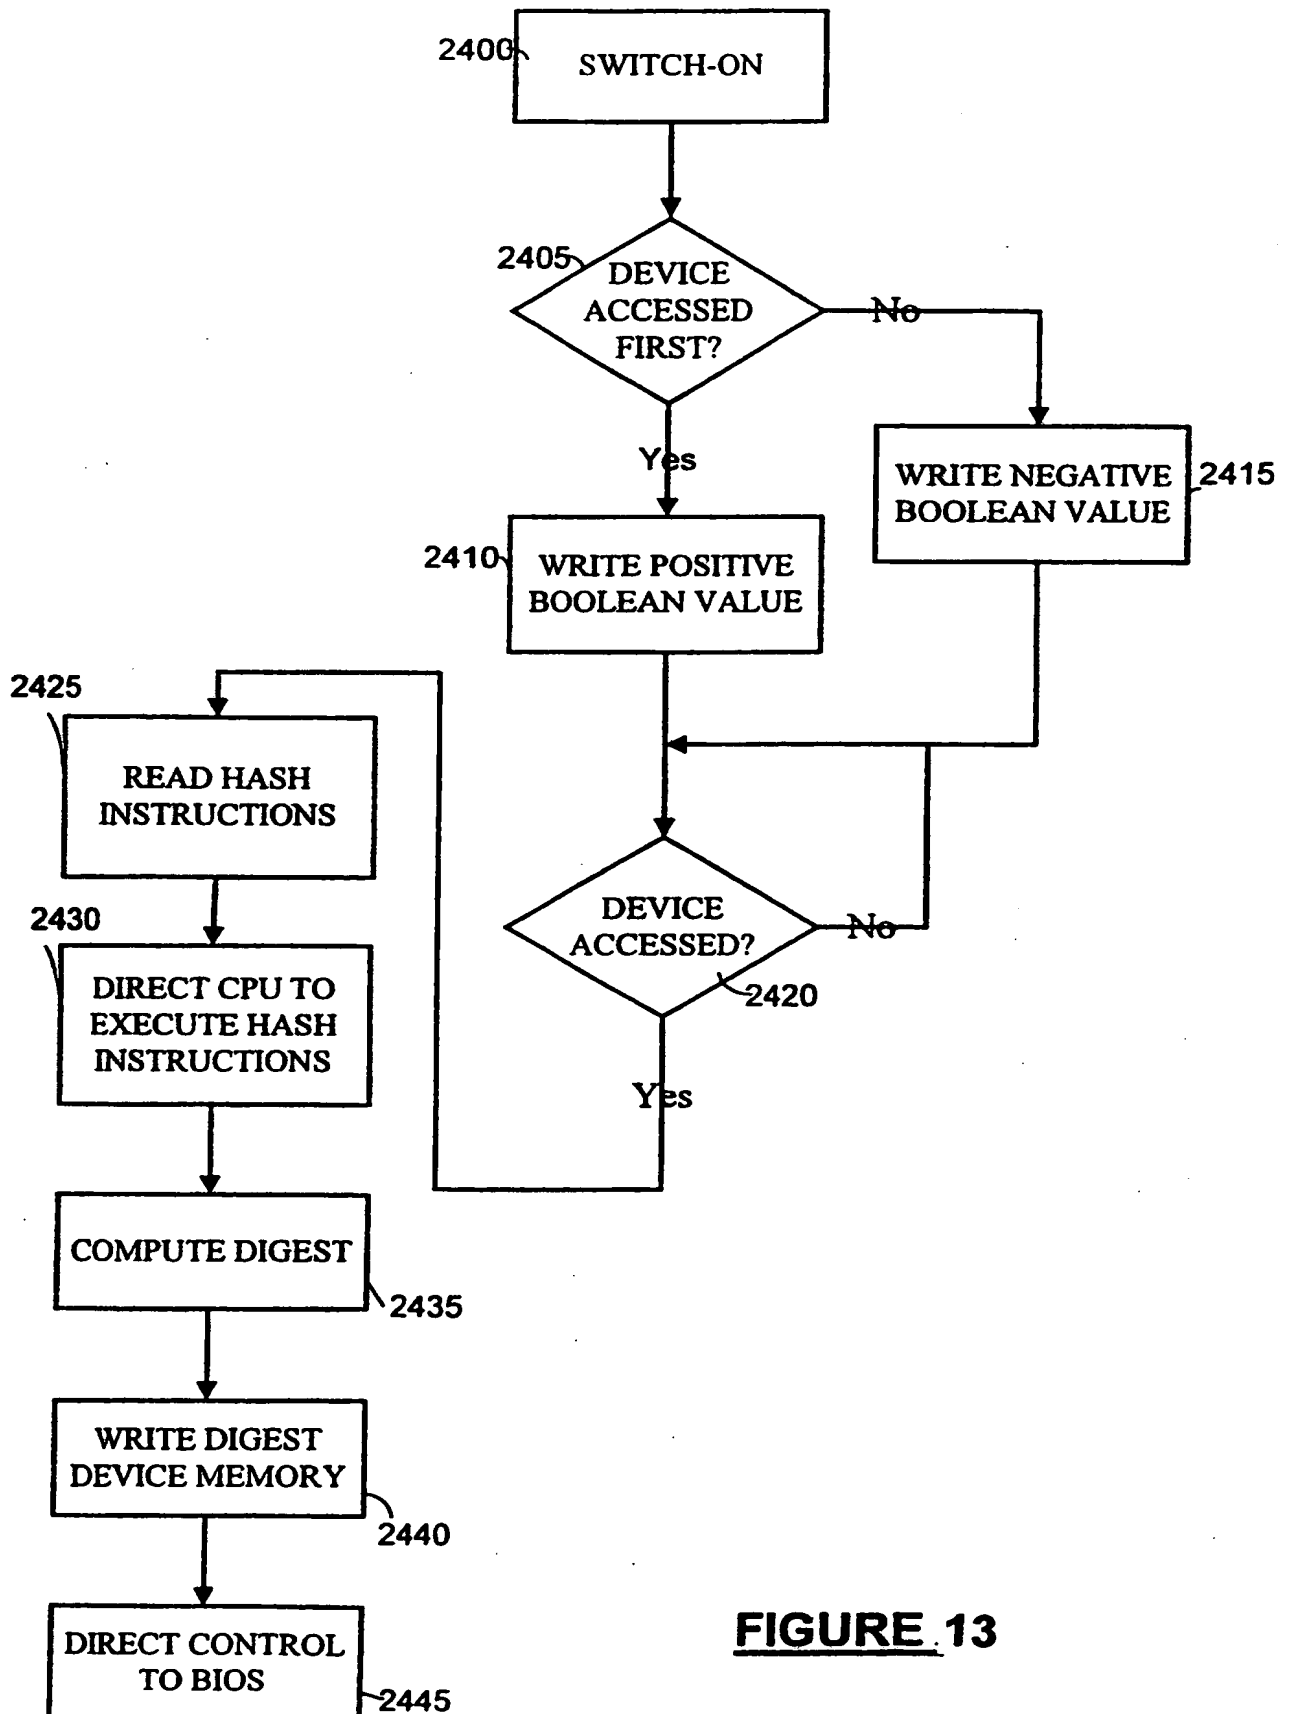 2400
SWITCH-ON
2405
DEVICE
ACCESSED
FIRST?
No
Yes
WRITE NEGATIVE
BOOLEAN VALUE
2415
2410
WRITE POSITIVE
BOOLEAN VALUE
2425
READ HASH
INSTRUCTIONS
DEVICE
ACCESSED?
No
2420
Yes
2430
DIRECT CPU TO
EXECUTE HASH
INSTRUCTIONS
COMPUTE DIGEST
2435
WRITE DIGEST
DEVICE MEMORY
2440
DIRECT CONTROL
TO BIOS
2445
FIGURE 13